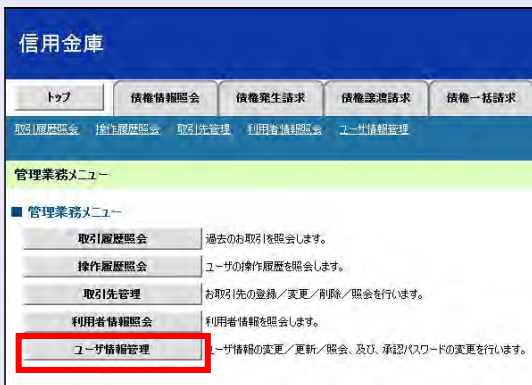 信用金庫
トップ 債権情報照会 債権発生請求 債権譲渡請求 債権一括請求
取引履歴照会 操作履歴照会 取引先管理 利用者情報照会 ユーザ情報管理
管理業務メニュー
■ 管理業務メニュー
取引履歴照会 過去のお取引を照会します。
操作履歴照会 ユーザの操作履歴を照会します。
取引先管理 お取引先の登録／変更／削除／照会を行います。
利用者情報照会 利用者情報を照会します。
ユーザ情報管理 ユーザ情報の変更／更新／照会、及び、承認パスワードの変更を行います。